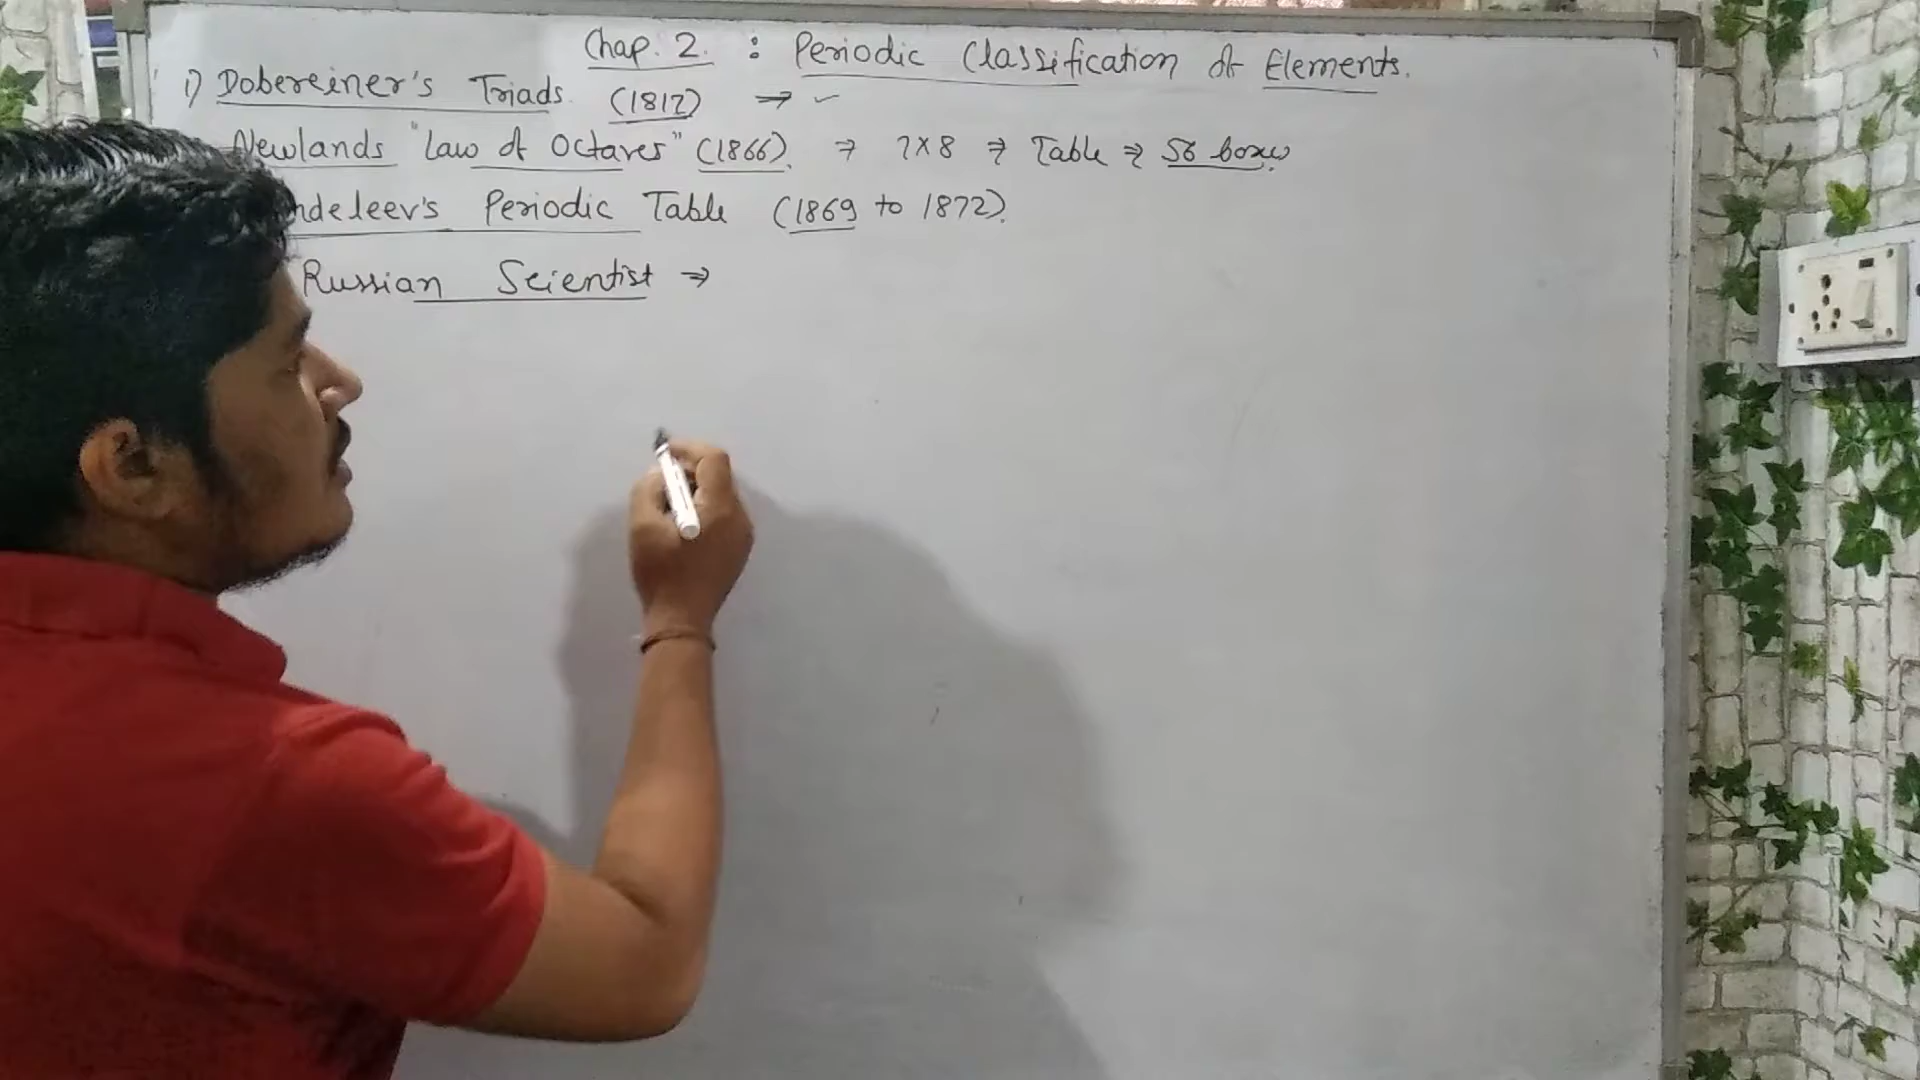 Chap. 2. : Periodic Classification of Elements.
1) Dobereiner's Triads. (1817) →
Newlands "Law of Octaves" (1866). ⇒ 7×8 ⇒ Table ⇒ 56 boxes.
ndeleev's Periodic Table (1869 to 1872).
Russian Scientist ⇒